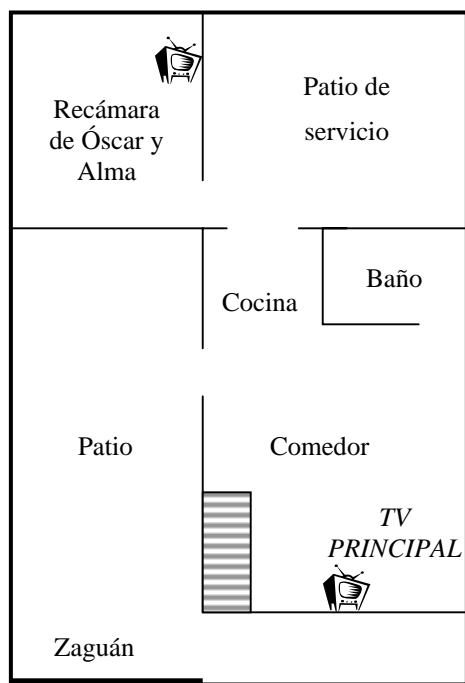 Recámara
de Óscar y
Alma
Patio de
servicio
Cocina
Baño
Patio
Comedor
TV
PRINCIPAL
Zaguán